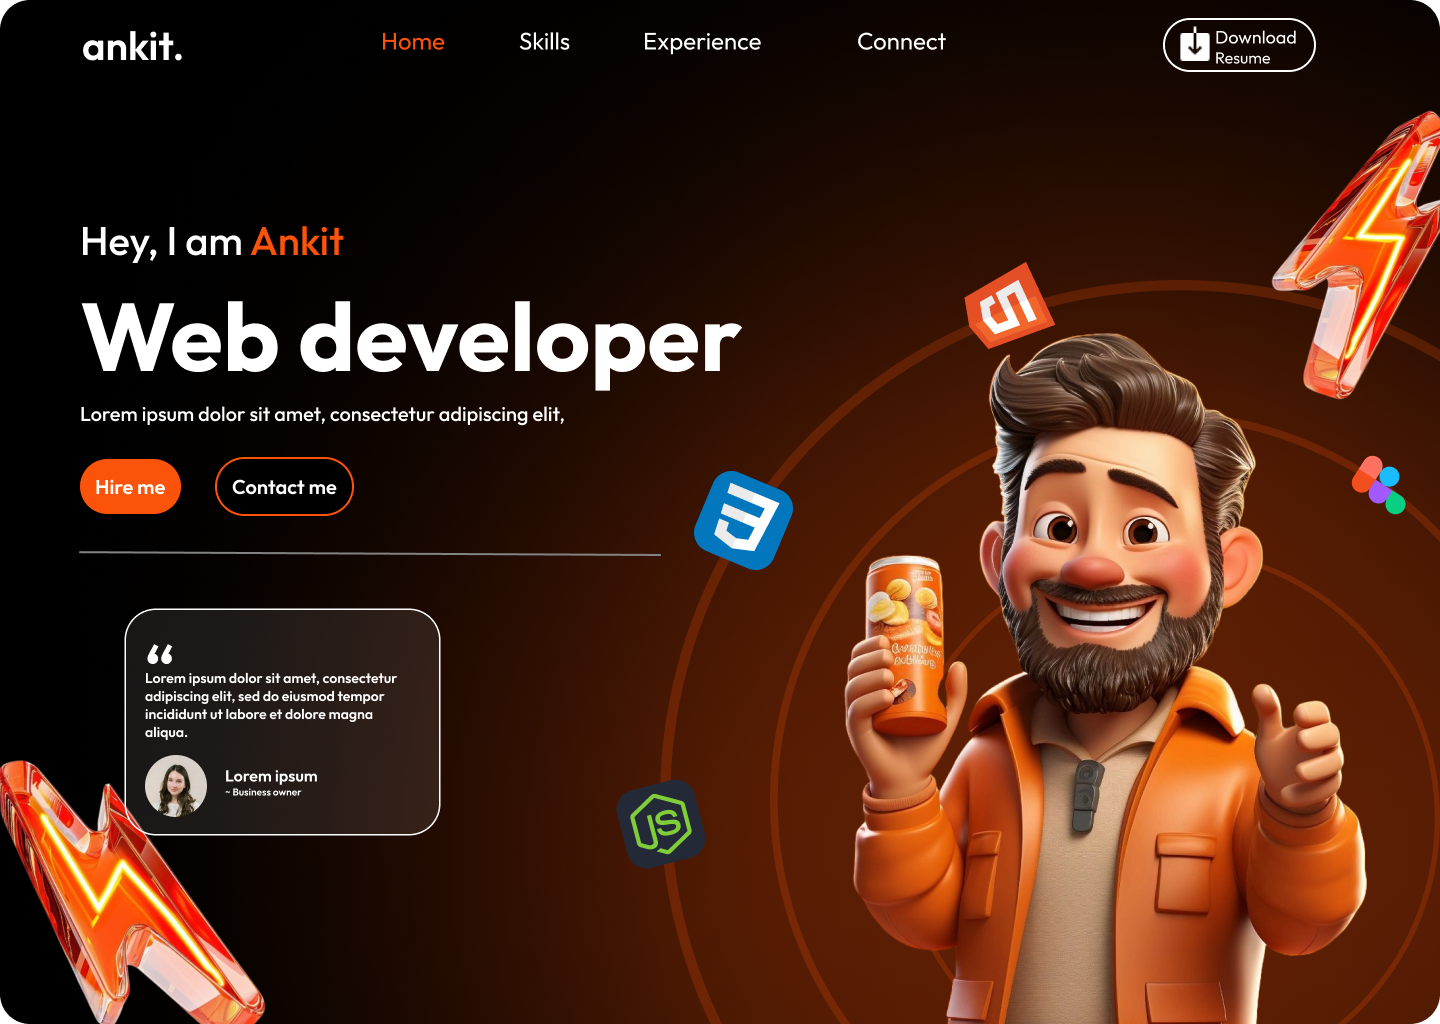 ankit.
Home
Skills
Experience
Connect
Download
Resume
Hey, I am Ankit
Web developer
Lorem ipsum dolor sit amet, consectetur adipiscing elit,
Hire me
Contact me
“
Lorem ipsum dolor sit amet, consectetur
adipiscing elit, sed do eiusmod tempor
incididunt ut labore et dolore magna
aliqua.
Lorem ipsum
~ Business owner
JS